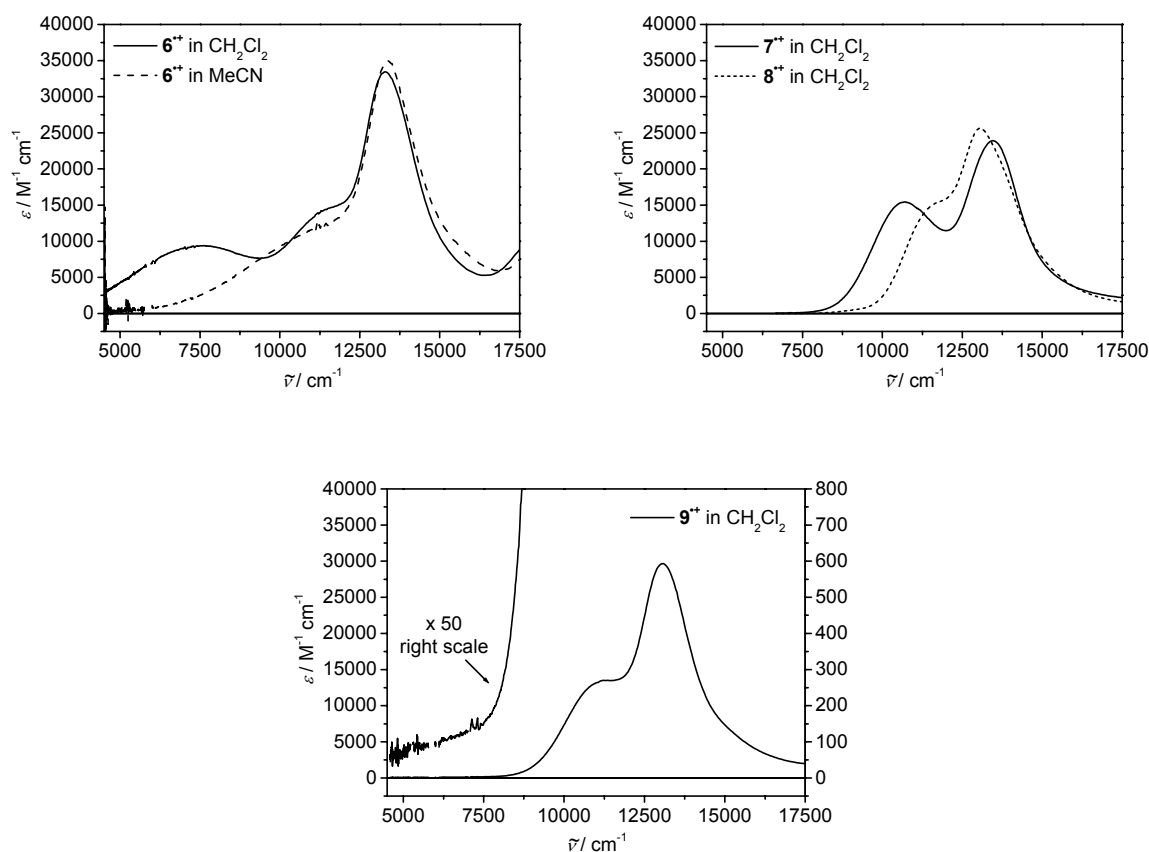 6•+ in CH2Cl2
6•+ in MeCN
40000
35000
30000
25000
20000
15000
10000
5000
0
ε / M-1 cm-1
5000 7500 10000 12500 15000 17500
ṽ / cm-1
7•+ in CH2Cl2
8•+ in CH2Cl2
40000
35000
30000
25000
20000
15000
10000
5000
0
ε / M-1 cm-1
5000 7500 10000 12500 15000 17500
ṽ / cm-1
9•+ in CH2Cl2
x 50
right scale
40000 800
35000 700
30000 600
25000 500
20000 400
15000 300
10000 200
5000 100
0 0
ε / M-1 cm-1
5000 7500 10000 12500 15000 17500
ṽ / cm-1